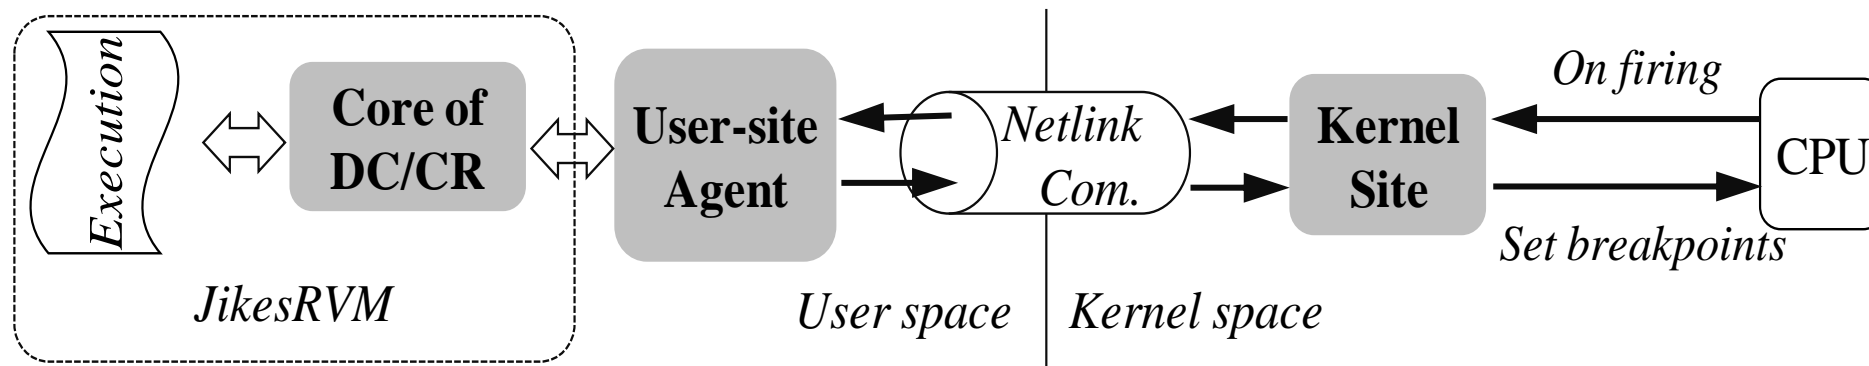 Execution
Core of
DC/CR
JikesRVM
User-site
Agent
Netlink
Com.
User space
Kernel space
Kernel
Site
On firing
Set breakpoints
CPU